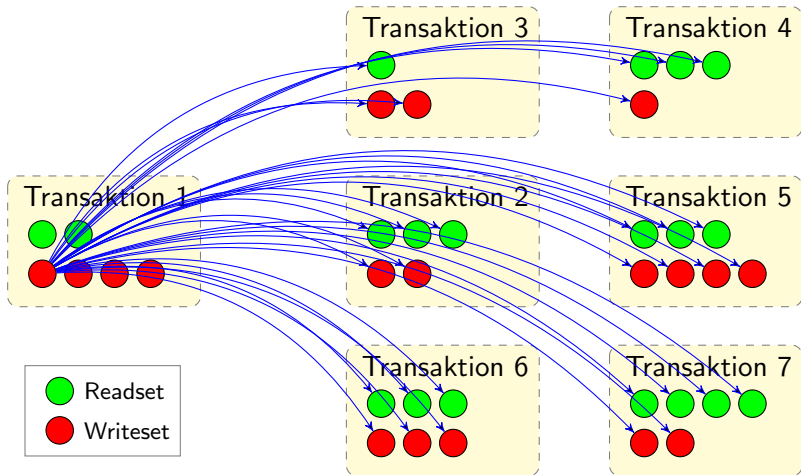 Transaktion 3
Transaktion 4
Transaktion 1
Transaktion 2
Transaktion 5
Transaktion 6
Transaktion 7
Readset
Writeset